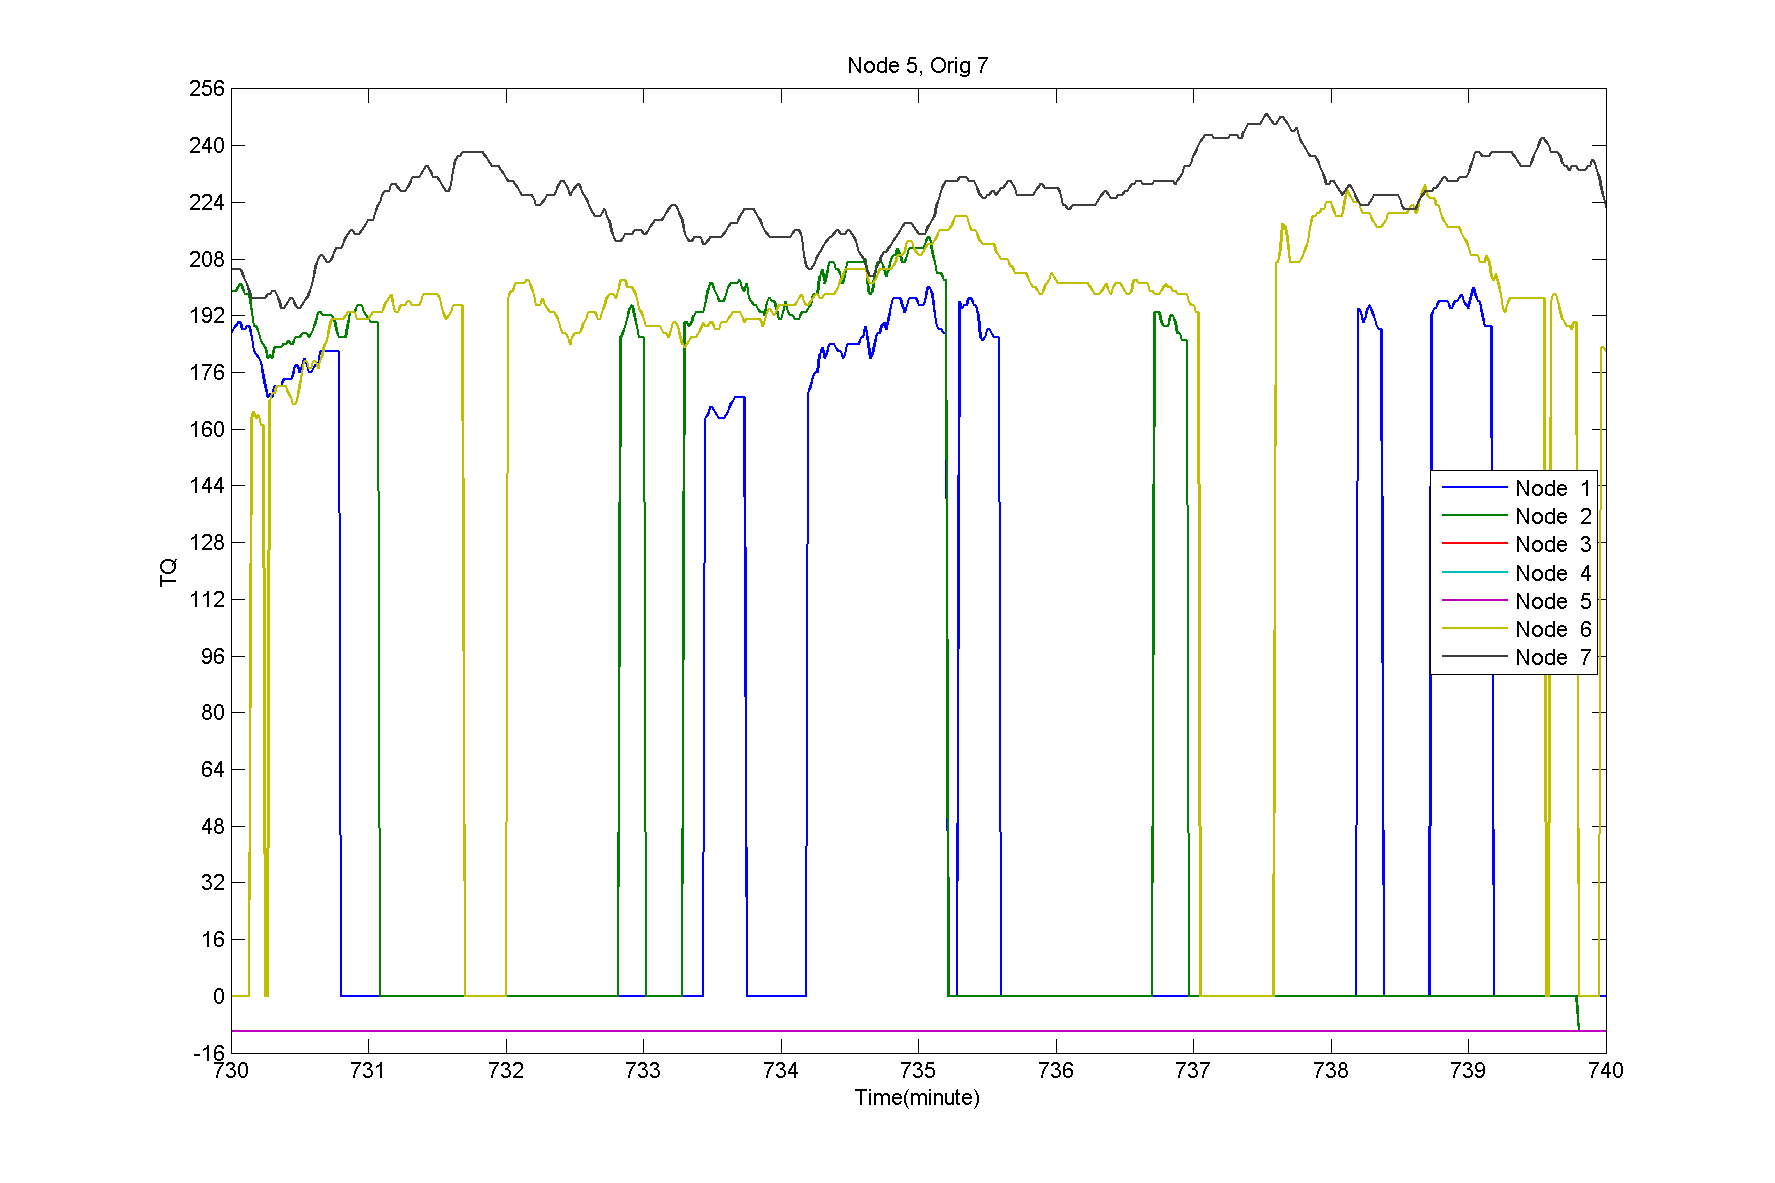 Node 5, Orig 7
256
240
224
208
192
176
160
144
128
112
96
80
64
48
32
16
0
-16
TQ
Node 1
Node 2
Node 3
Node 4
Node 5
Node 6
Node 7
730 731 732 733 734 735 736 737 738 739 740
Time(minute)